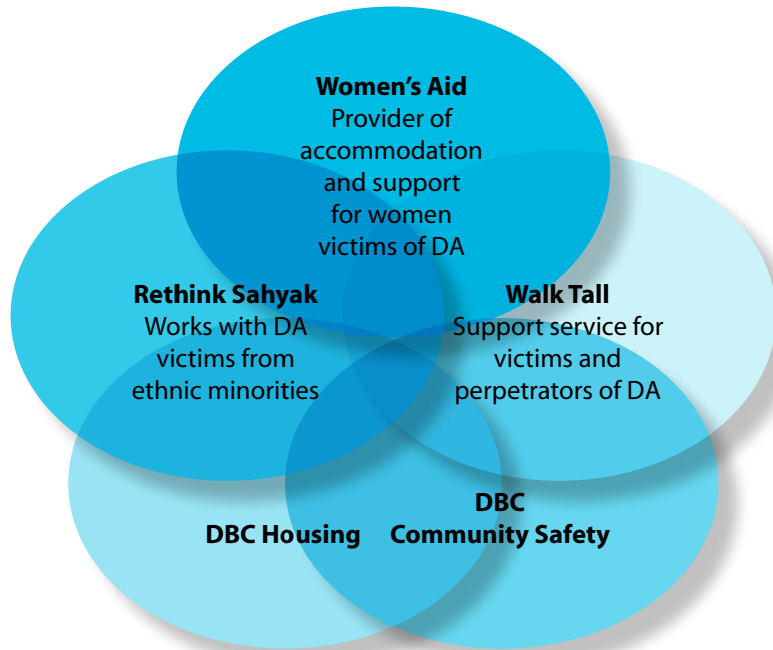 Women’s Aid
Provider of
accommodation
and support
for women
victims of DA
Rethink Sahyak
Works with DA
victims from
ethnic minorities
Walk Tall
Support service for
victims and
perpetrators of DA
DBC Housing
DBC
Community Safety